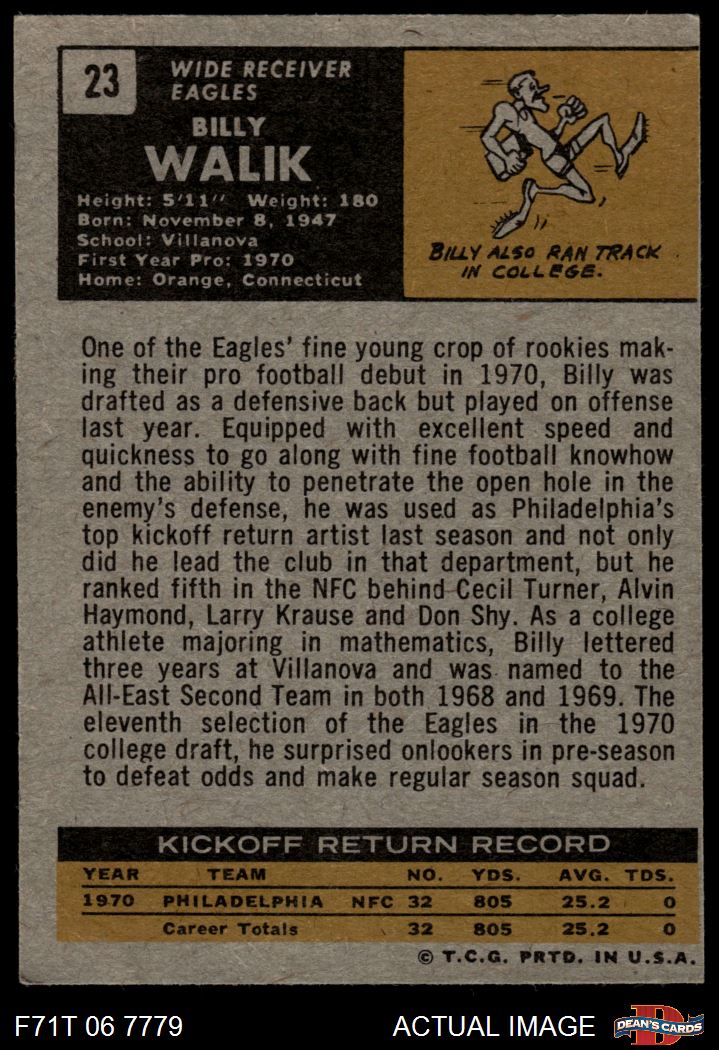 23
WIDE RECEIVER
EAGLES
BILLY
WALIK
Height: 5'11" Weight: 180
Born: November 8, 1947
School: Villanova
First Year Pro: 1970
Home: Orange, Connecticut
BILLY ALSO RAN TRACK
IN COLLEGE.
One of the Eagles' fine young crop of rookies mak-
ing their pro football debut in 1970, Billy was
drafted as a defensive back but played on offense
last year. Equipped with excellent speed and
quickness to go along with fine football knowhow
and the ability to penetrate the open hole in the
enemy's defense, he was used as Philadelphia's
top kickoff return artist last season and not only
did he lead the club in that department, but he
ranked fifth in the NFC behind Cecil Turner, Alvin
Haymond, Larry Krause and Don Shy. As a college
athlete majoring in mathematics, Billy lettered
three years at Villanova and was named to the
All-East Second Team in both 1968 and 1969. The
eleventh selection of the Eagles in the 1970
college draft, he surprised onlookers in pre-season
to defeat odds and make regular season squad.
KICKOFF RETURN RECORD
YEAR TEAM NO. YDS. AVG. TDS.
1970 PHILADELPHIA NFC 32 805 25.2 0
Career Totals 32 805 25.2 0
© T.C.G. PRTD. IN U.S.A.
F71T 06 7779 ACTUAL IMAGE D DEAN'S CARDS